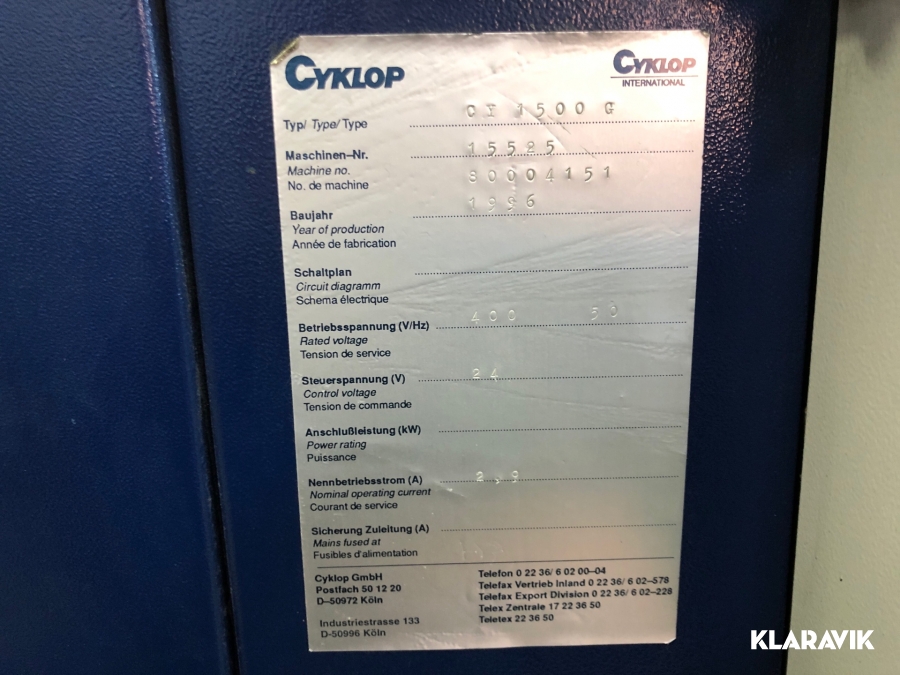 CYKLOP
CYKLOP
INTERNATIONAL
Typ/ Type/ Type CY 1500 G
Maschinen–Nr. 15525
Machine no. 80004151
No. de machine
Baujahr 1996
Year of production
Année de fabrication
Schaltplan
Circuit diagramm
Schema électrique
Betriebsspannung (V/Hz) 400 50
Rated voltage
Tension de service
Steuerspannung (V) 24
Control voltage
Tension de commande
Anschlußleistung (kW)
Power rating
Puissance
Nennbetriebsstrom (A) 2,9
Nominal operating current
Courant de service
Sicherung Zuleitung (A)
Mains fused at
Fusibles d'alimentation
Cyklop GmbH
Postfach 50 12 20
D–50972 Köln
Industriestrasse 133
D-50996 Köln
Telefon 0 22 36/ 6 02 00–04
Telefax Vertrieb Inland 0 22 36/ 6 02–578
Telefax Export Division 0 22 36/ 6 02–228
Telex Zentrale 17 22 36 50
Teletex 22 36 50
KLARAVIK